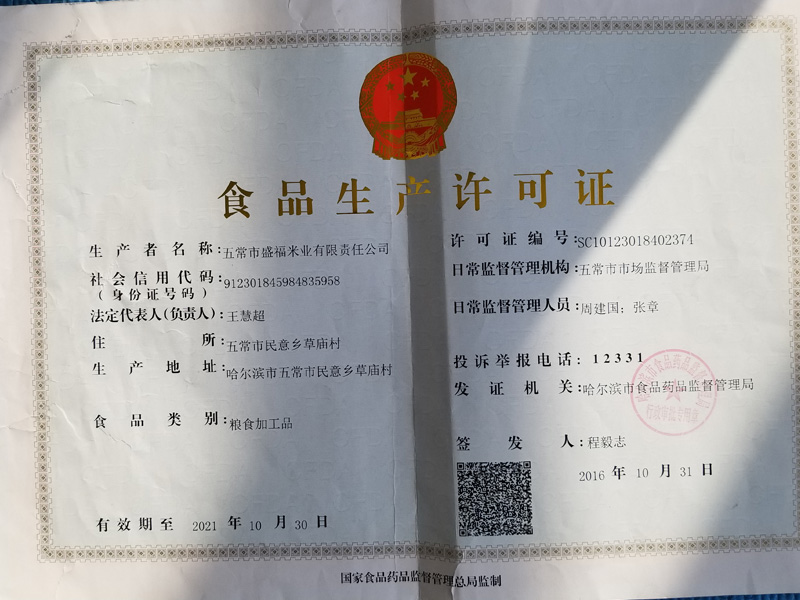 食品生产许可证
生产者名称:五常市盛福米业有限责任公司
社会信用代码:912301845984835958
(身份证号码)
法定代表人(负责人):王慧超
住所:五常市民意乡草庙村
生产地址:哈尔滨市五常市民意乡草庙村
食品类别:粮食加工品
有效期至 2021 年 10 月 30 日
许可证编号:SC10123018402374
日常监督管理机构:五常市市场监督管理局
日常监督管理人员:周建国;张章
投诉举报电话:12331
发证机关:哈尔滨市食品药品监督管理局
签发人:程毅志
2016 年 10 月 31 日
国家食品药品监督管理总局监制